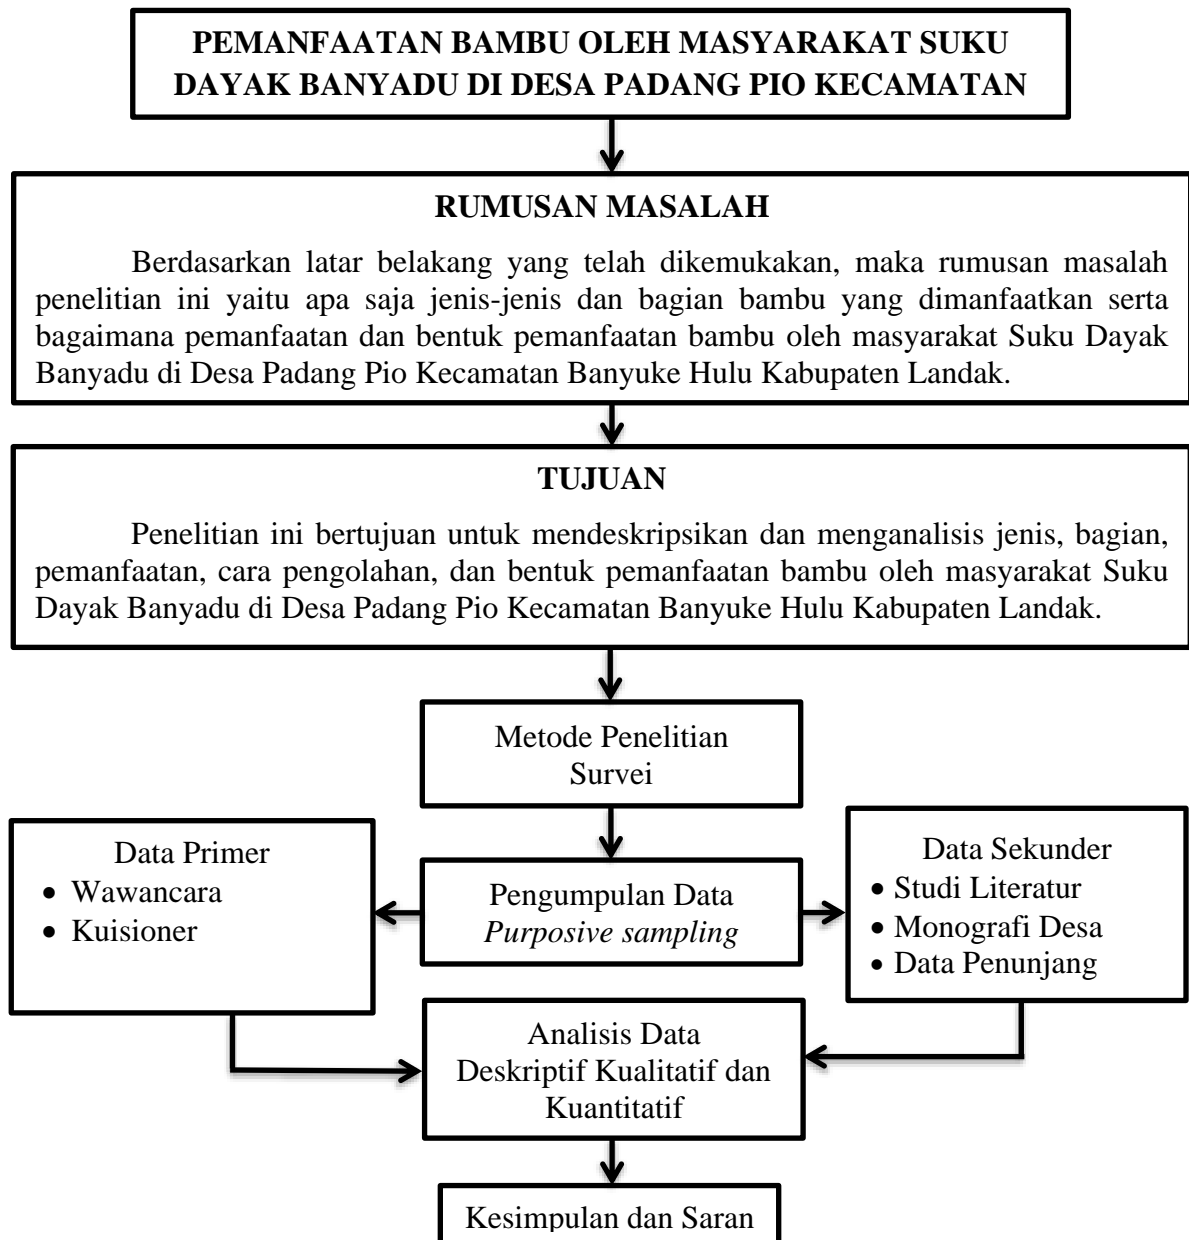 PEMANFAATAN BAMBU OLEH MASYARAKAT SUKU
DAYAK BANYADU DI DESA PADANG PIO KECAMATAN
RUMUSAN MASALAH
Berdasarkan latar belakang yang telah dikemukakan, maka rumusan masalah
penelitian ini yaitu apa saja jenis-jenis dan bagian bambu yang dimanfaatkan serta
bagaimana pemanfaatan dan bentuk pemanfaatan bambu oleh masyarakat Suku Dayak
Banyadu di Desa Padang Pio Kecamatan Banyuke Hulu Kabupaten Landak.
TUJUAN
Penelitian ini bertujuan untuk mendeskripsikan dan menganalisis jenis, bagian,
pemanfaatan, cara pengolahan, dan bentuk pemanfaatan bambu oleh masyarakat Suku
Dayak Banyadu di Desa Padang Pio Kecamatan Banyuke Hulu Kabupaten Landak.
Metode Penelitian
Survei
Data Primer
• Wawancara
• Kuisioner
Pengumpulan Data
Purposive sampling
Data Sekunder
• Studi Literatur
• Monografi Desa
• Data Penunjang
Analisis Data
Deskriptif Kualitatif dan
Kuantitatif
Kesimpulan dan Saran